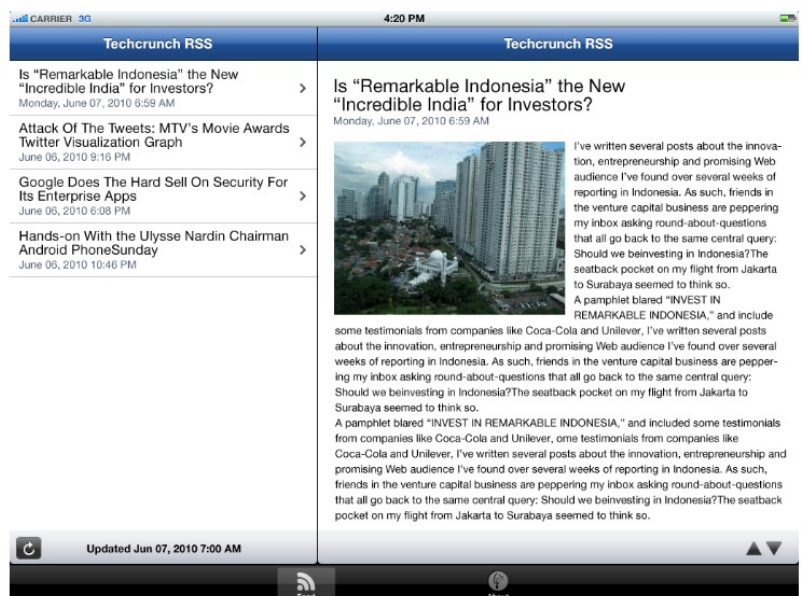 CARRIER 3G
4:20 PM
Techcrunch RSS
Is “Remarkable Indonesia” the New
“Incredible India” for Investors?
Monday, June 07, 2010 6:59 AM
Attack Of The Tweets: MTV's Movie Awards
Twitter Visualization Graph
June 06, 2010 9:16 PM
Google Does The Hard Sell On Security For
Its Enterprise Apps
June 06, 2010 6:08 PM
Hands-on With the Ulysse Nardin Chairman
Android PhoneSunday
June 06, 2010 10:46 PM
Updated Jun 07, 2010 7:00 AM
Techcrunch RSS
Is “Remarkable Indonesia” the New
“Incredible India” for Investors?
Monday, June 07, 2010 6:59 AM
I've written several posts about the innova-
tion, entrepreneurship and promising Web
audience I've found over several weeks of
reporting in Indonesia. As such, friends in
the venture capital business are peppering
my inbox asking round-about-questions
that all go back to the same central query:
Should we beinvesting in Indonesia?The
seatback pocket on my flight from Jakarta
to Surabaya seemed to think so.
A pamphlet blared “INVEST IN
REMARKABLE INDONESIA,” and include
some testimonials from companies like Coca-Cola and Unilever, I've written several posts
about the innovation, entrepreneurship and promising Web audience I've found over several
weeks of reporting in Indonesia. As such, friends in the venture capital business are pepper-
ing my inbox asking round-about-questions that all go back to the same central query:
Should we beinvesting in Indonesia?The seatback pocket on my flight from Jakarta to
Surabaya seemed to think so.
A pamphlet blared “INVEST IN REMARKABLE INDONESIA,” and included some testimonials
from companies like Coca-Cola and Unilever, ome testimonials from companies like
Coca-Cola and Unilever, I've written several posts about the innovation, entrepreneurship and
promising Web audience I've found over several weeks of reporting in Indonesia. As such,
friends in the venture capital business are peppering my inbox asking round-about-questions
that all go back to the same central query: Should we beinvesting in Indonesia?The seatback
pocket on my flight from Jakarta to Surabaya seemed to think so.